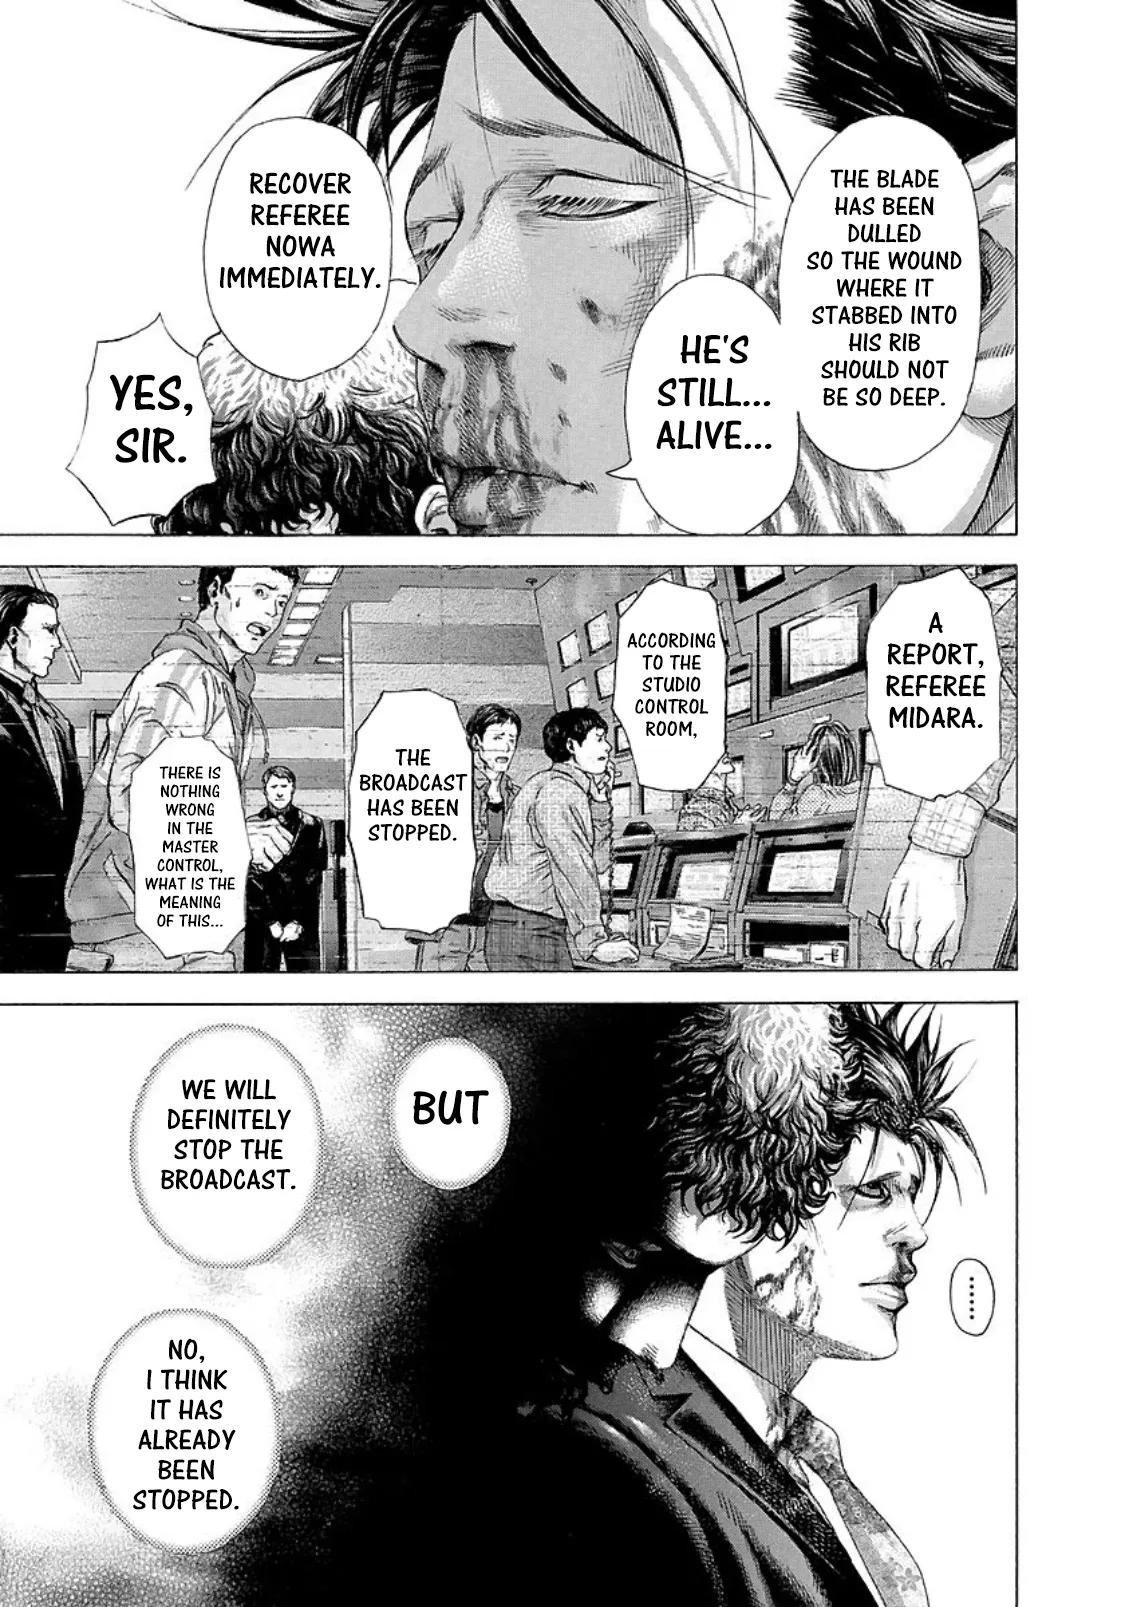 THE BLADE
HAS BEEN
DULLED
SO THE WOUND
WHERE IT
STABBED INTO
HIS RIB
SHOULD NOT
BE SO DEEP.
HE'S
STILL...
ALIVE...
RECOVER
REFEREE
NOWA
IMMEDIATELY.
YES,
SIR.
A
REPORT,
REFEREE
MIDARA.
ACCORDING
TO THE
STUDIO
CONTROL
ROOM,
THE
BROADCAST
HAS BEEN
STOPPED.
THERE IS
NOTHING
WRONG
IN THE
MASTER
CONTROL,
WHAT IS THE
MEANING
OF THIS...
......
BUT
WE WILL
DEFINITELY
STOP THE
BROADCAST.
NO,
I THINK
IT HAS
ALREADY
BEEN
STOPPED.